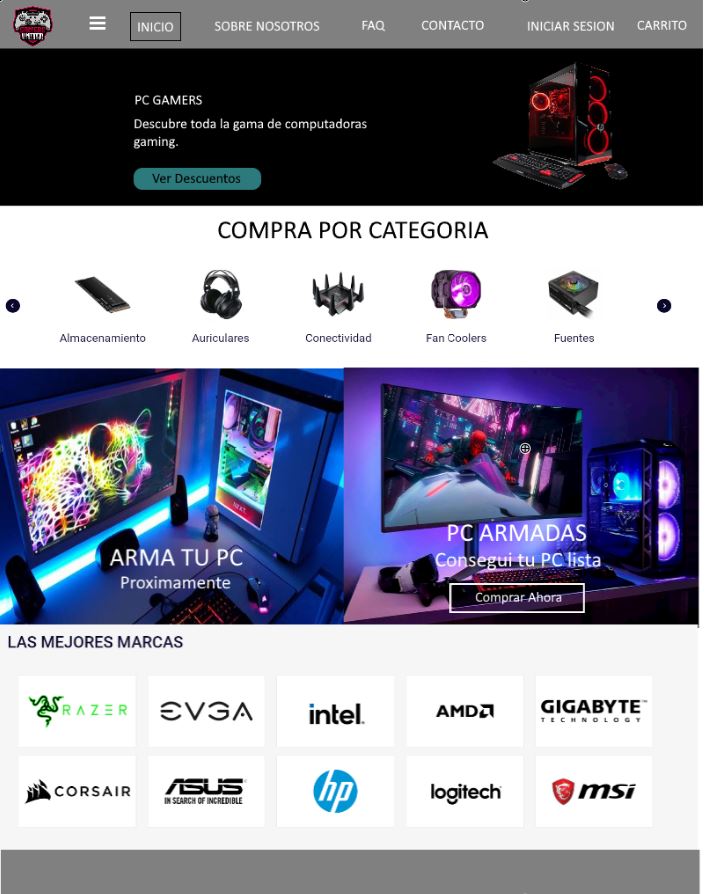 INICIO
SOBRE NOSOTROS
FAQ
CONTACTO
INICIAR SESION
CARRITO
PC GAMERS
Descubre toda la gama de computadoras
gaming.
Ver Descuentos
COMPRA POR CATEGORIA
Almacenamiento
Auriculares
Conectividad
Fan Coolers
Fuentes
ARMA TU PC
Proximamente
PC ARMADAS
Consegui tu PC lista
Comprar Ahora
LAS MEJORES MARCAS
RAZER
EVGA
intel.
AMD
GIGABYTE™
TECHNOLOGY
CORSAIR
ASUS
IN SEARCH OF INCREDIBLE
hp
logitech
msi